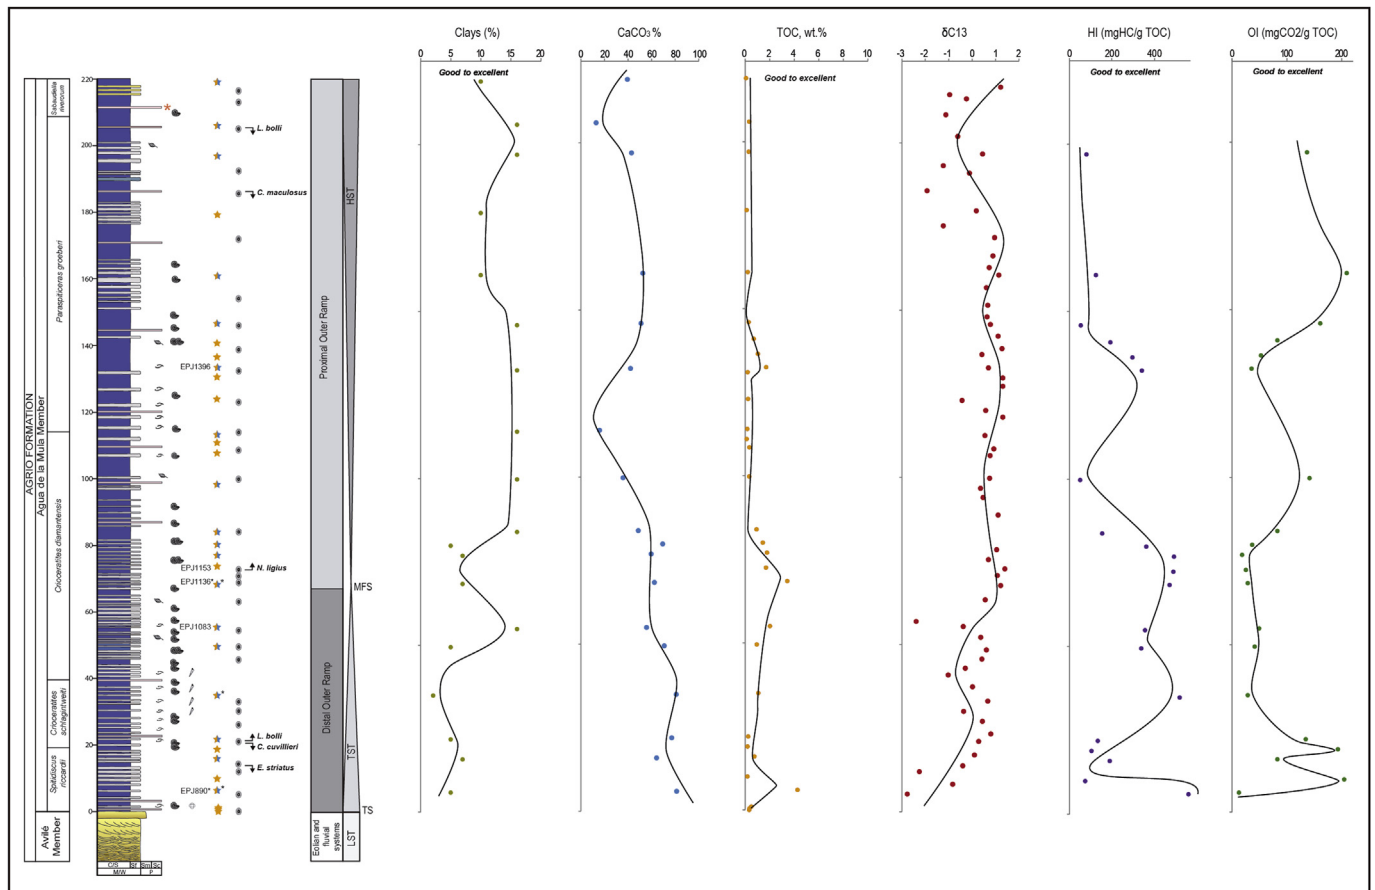 Clays (%)
0 5 10 15 20
Good to excellent
CaCO3 %
0 20 40 60 80 100
TOC, wt.%
0 2 4 6 8 10
Good to excellent
δC13
-3 -2 -1 0 1 2
HI (mgHC/g TOC)
0 200 400
Good to excellent
OI (mgCO2/g TOC)
0 100 200
Good to excellent
AGRIO FORMATION
Agua de la Mula Member
Avilé
Member
Sabaudiella
riverorum
Paraspiticeras groeberi
Crioceratites diamantensis
Crioceratites
schlagintweiti
Spitidiscus
riccardii
220
200
180
160
140
120
100
80
60
40
20
0
L. bolli
C. maculosus
EPJ1396
EPJ1153
N. ligius
EPJ1136*
EPJ1083
L. bolli
C. cuvillieri
E. striatus
EPJ890*
Proximal Outer Ramp
Distal Outer Ramp
Eolian and
fluvial
systems
HST
MFS
TST
TS
LST
C/S Sf Sm Sc
M/W P